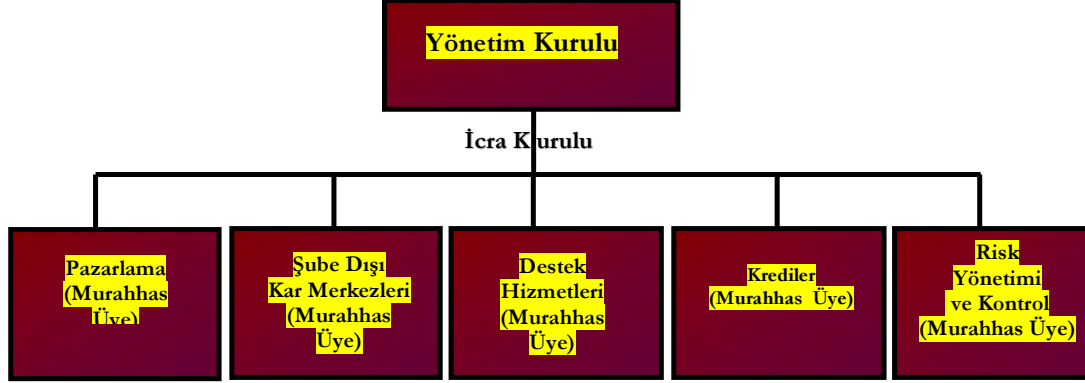 Yönetim Kurulu
İcra Kurulu
Pazarlama
(Murahhas
Üye)
Şube Dışı
Kar Merkezleri
(Murahhas
Üye)
Destek
Hizmetleri
(Murahhas
Üye)
Krediler
(Murahhas Üye)
Risk
Yönetimi
ve Kontrol
(Murahhas Üye)